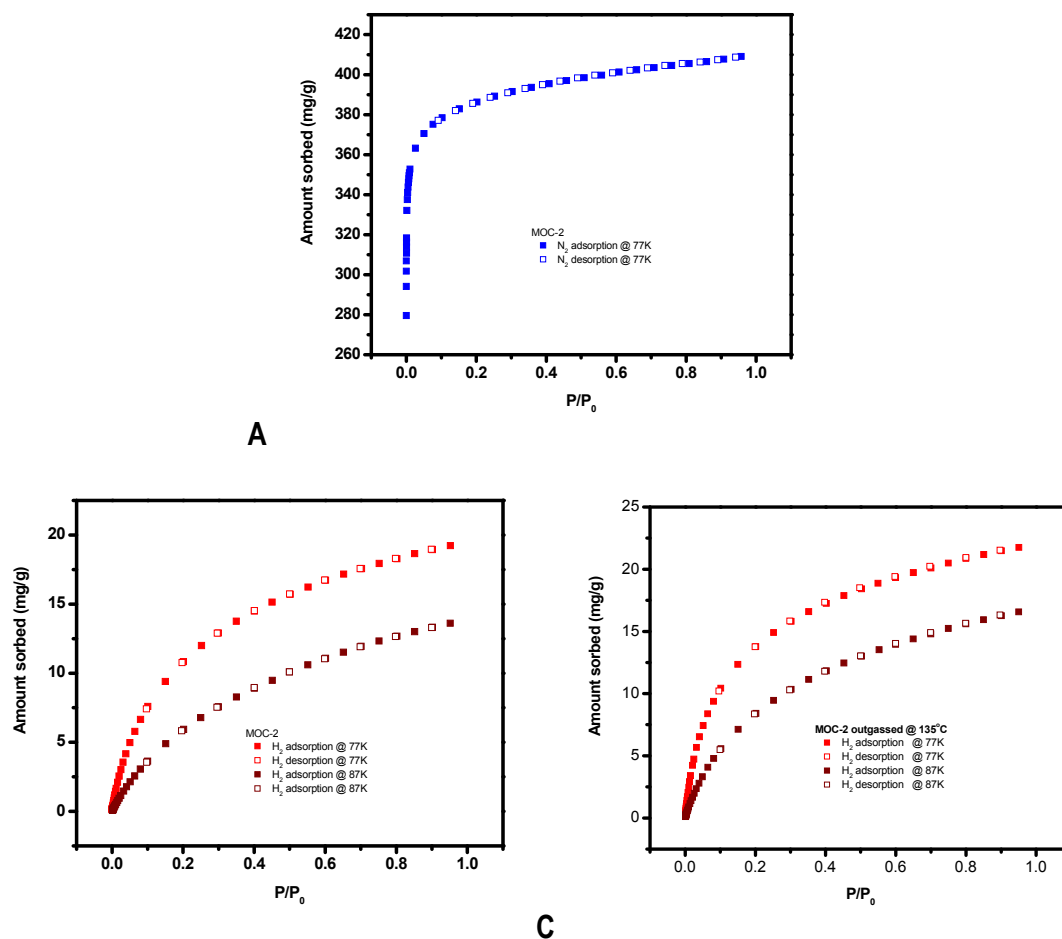 420
400
380
360
340
320
300
280
260
Amount sorbed (mg/g)
MOC-2
N₂ adsorption @ 77K
N₂ desorption @ 77K
0.0 0.2 0.4 0.6 0.8 1.0
P/P₀
A
20
15
10
5
0
Amount sorbed (mg/g)
MOC-2
H₂ adsorption @ 77K
H₂ desorption @ 77K
H₂ adsorption @ 87K
H₂ desorption @ 87K
0.0 0.2 0.4 0.6 0.8 1.0
P/P₀
25
20
15
10
5
0
Amount sorbed (mg/g)
MOC-2 outgassed @ 135°C
H₂ adsorption @ 77K
H₂ desorption @ 77K
H₂ adsorption @ 87K
H₂ desorption @ 87K
0.0 0.2 0.4 0.6 0.8 1.0
P/P₀
C